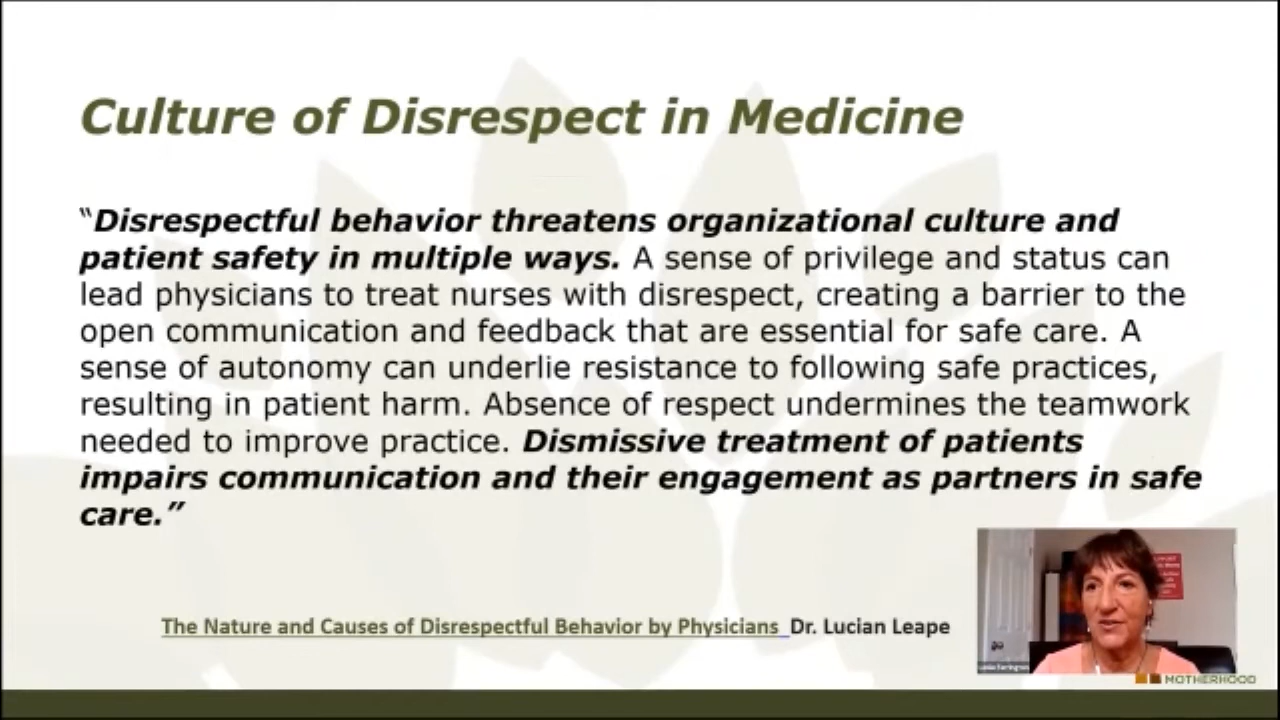 Culture of Disrespect in Medicine
“Disrespectful behavior threatens organizational culture and
patient safety in multiple ways. A sense of privilege and status can
lead physicians to treat nurses with disrespect, creating a barrier to the
open communication and feedback that are essential for safe care. A
sense of autonomy can underlie resistance to following safe practices,
resulting in patient harm. Absence of respect undermines the teamwork
needed to improve practice. Dismissive treatment of patients
impairs communication and their engagement as partners in safe
care.”
The Nature and Causes of Disrespectful Behavior by Physicians Dr. Lucian Leape
MOTHERHOOD